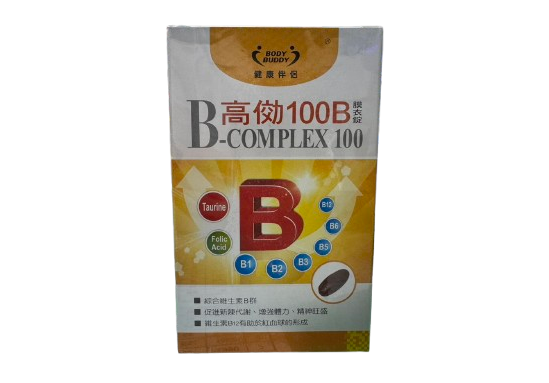 BODY
BUDDY
健康伴侶
高効100B膜衣錠
B-COMPLEX 100
B
Taurine
Folic
Acid
B1
B2
B3
B5
B6
B12
■ 綜合維生素B群
■ 促進新陳代謝、增強體力、精神旺盛
■ 維生素B12有助於紅血球的形成